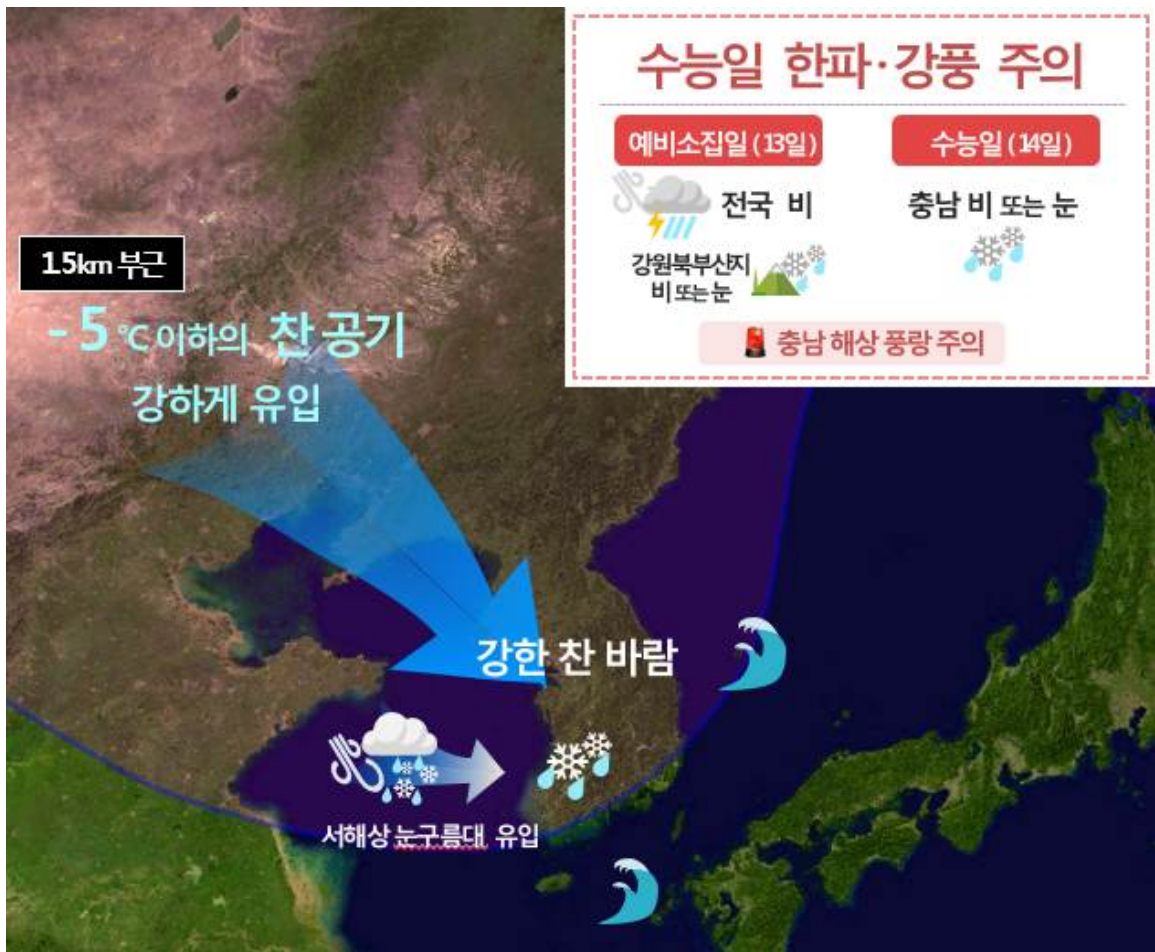 수능일 한파·강풍 주의
예비소집일 (13일)
전국 비
강원북부산지
비 또는 눈
수능일 (14일)
충남 비 또는 눈
충남 해상 풍랑 주의
1.5km 부근
- 5 ℃ 이하의 찬 공기
강하게 유입
강한 찬 바람
서해상 눈구름대 유입